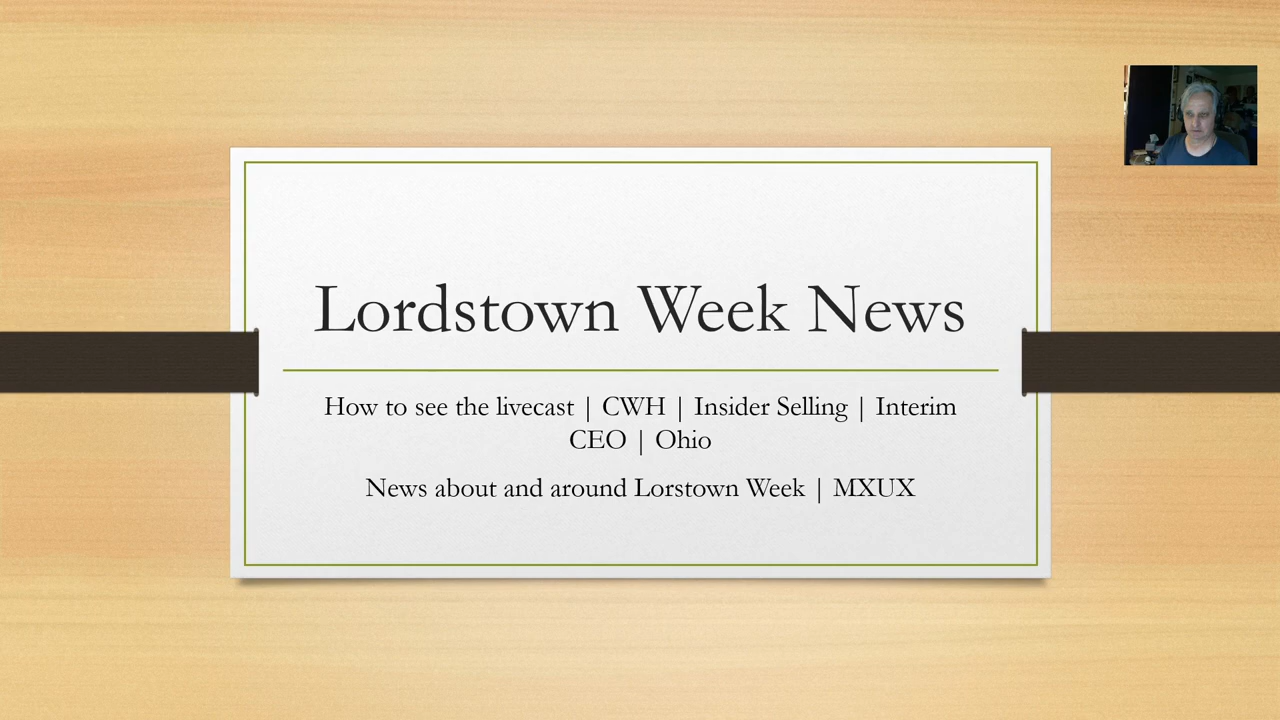 Lordstown Week News
How to see the livecast | CWH | Insider Selling | Interim
CEO | Ohio
News about and around Lorstown Week | MXUX